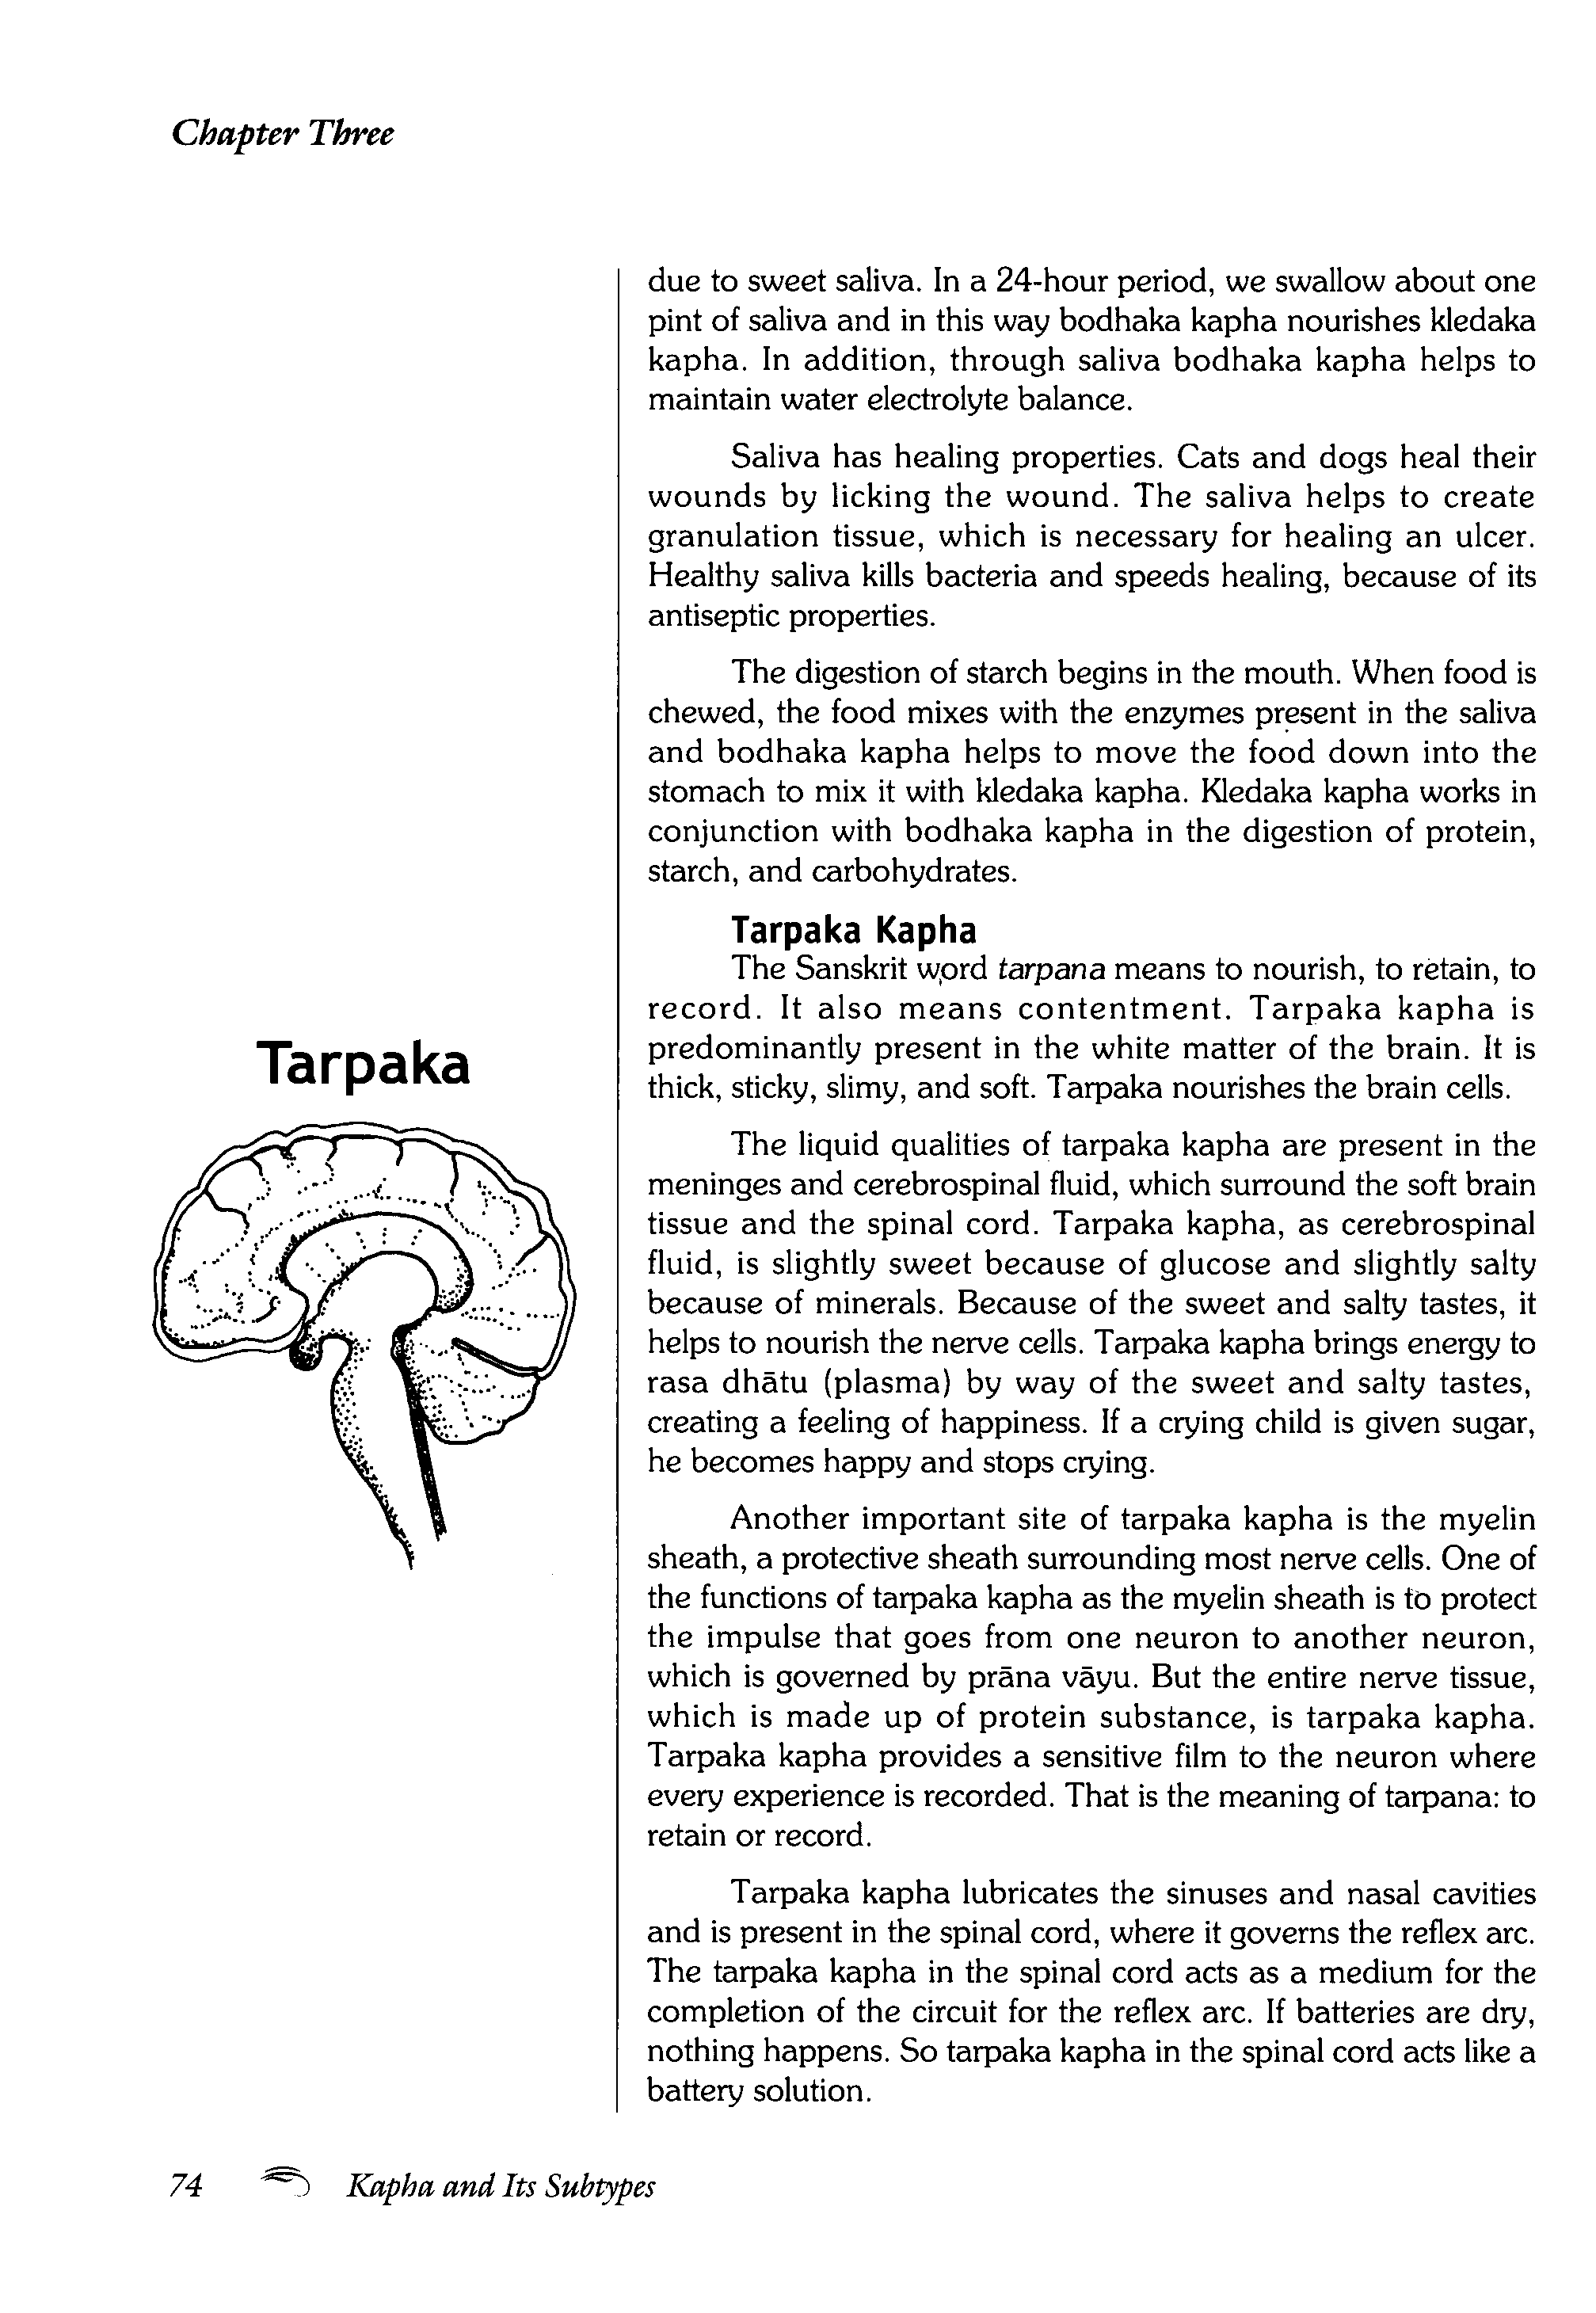 Chapter Three
due to sweet saliva. In a 24-hour period, we swallow about one
pint of saliva and in this way bodhaka kapha nourishes kledaka
kapha. In addition, through saliva bodhaka kapha helps to
maintain water electrolyte balance.
Saliva has healing properties. Cats and dogs heal their
wounds by licking the wound. The saliva helps to create
granulation tissue, which is necessary for healing an ulcer.
Healthy saliva kills bacteria and speeds healing, because of its
antiseptic properties.
The digestion of starch begins in the mouth. When food is
chewed, the food mixes with the enzymes present in the saliva
and bodhaka kapha helps to move the food down into the
stomach to mix it with kledaka kapha. Kledaka kapha works in
conjunction with bodhaka kapha in the digestion of protein,
starch, and carbohydrates.
Tarpaka Kapha
The Sanskrit word tarpana means to nourish, to retain, to
record. It also means contentment. Tarpaka kapha is
predominantly present in the white matter of the brain. It is
thick, sticky, slimy, and soft. Tarpaka nourishes the brain cells.
Tarpaka
The liquid qualities of tarpaka kapha are present in the
meninges and cerebrospinal fluid, which surround the soft brain
tissue and the spinal cord. Tarpaka kapha, as cerebrospinal
fluid, is slightly sweet because of glucose and slightly salty
because of minerals. Because of the sweet and salty tastes, it
helps to nourish the nerve cells. Tarpaka kapha brings energy to
rasa dhātu (plasma) by way of the sweet and salty tastes,
creating a feeling of happiness. If a crying child is given sugar,
he becomes happy and stops crying.
Another important site of tarpaka kapha is the myelin
sheath, a protective sheath surrounding most nerve cells. One of
the functions of tarpaka kapha as the myelin sheath is to protect
the impulse that goes from one neuron to another neuron,
which is governed by prāna vāyu. But the entire nerve tissue,
which is made up of protein substance, is tarpaka kapha.
Tarpaka kapha provides a sensitive film to the neuron where
every experience is recorded. That is the meaning of tarpana: to
retain or record.
Tarpaka kapha lubricates the sinuses and nasal cavities
and is present in the spinal cord, where it governs the reflex arc.
The tarpaka kapha in the spinal cord acts as a medium for the
completion of the circuit for the reflex arc. If batteries are dry,
nothing happens. So tarpaka kapha in the spinal cord acts like a
battery solution.
74 Kapha and Its Subtypes